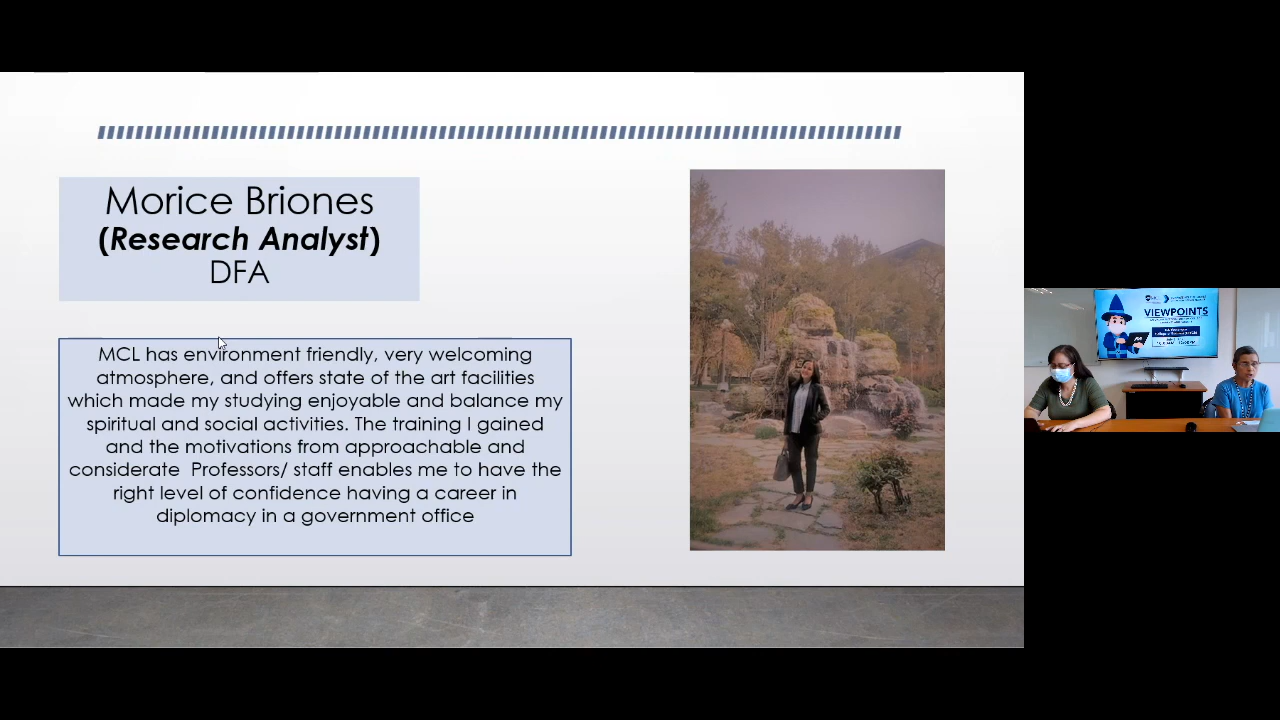 Morice Briones
(Research Analyst)
DFA
MCL has environment friendly, very welcoming
atmosphere, and offers state of the art facilities
which made my studying enjoyable and balance my
spiritual and social activities. The training I gained
and the motivations from approachable and
considerate  Professors/ staff enables me to have the
right level of confidence having a career in
diplomacy in a government office
VIEWPOINTS